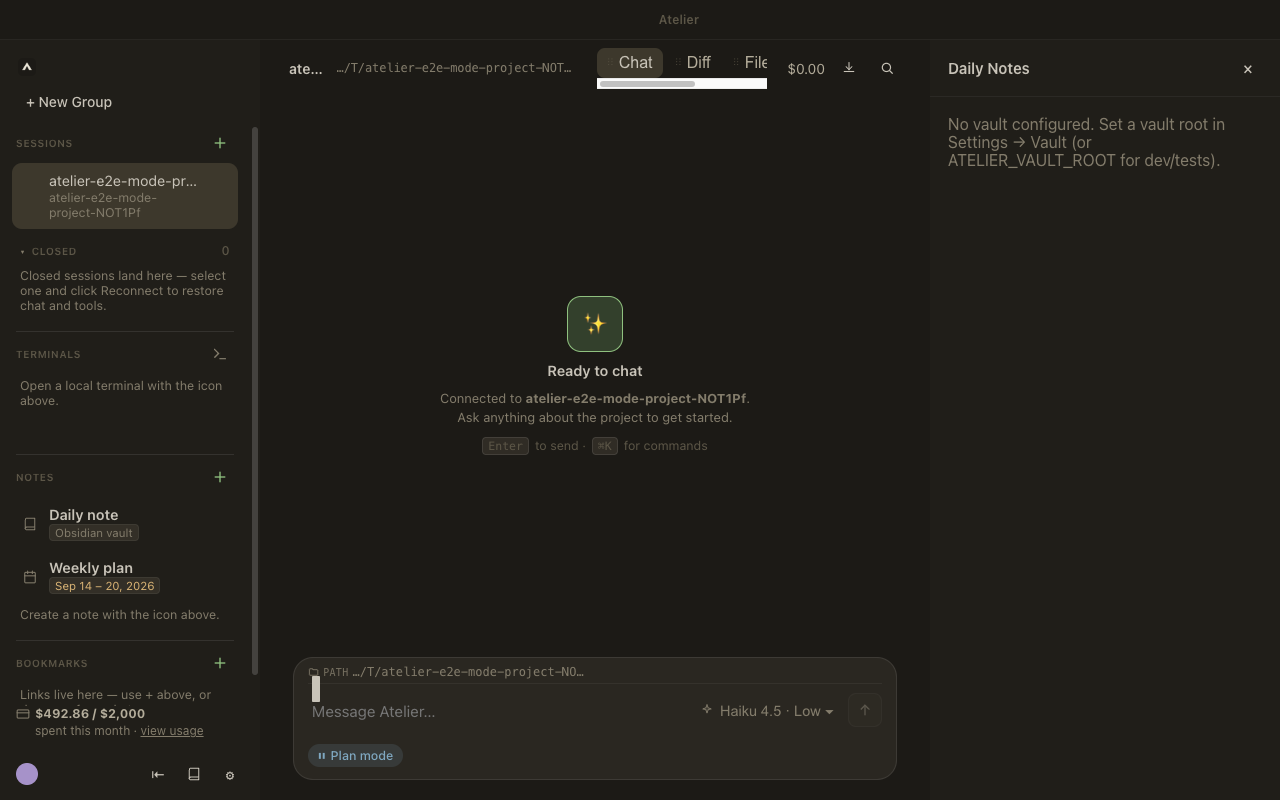 Atelier
+ New Group
SESSIONS
atelier-e2e-mode-pr...
atelier-e2e-mode-
project-NOT1Pf
CLOSED 0
Closed sessions land here — select
one and click Reconnect to restore
chat and tools.
TERMINALS
Open a local terminal with the icon
above.
NOTES
Daily note
Obsidian vault
Weekly plan
Sep 14 – 20, 2026
Create a note with the icon above.
BOOKMARKS
Links live here — use + above, or
$492.86 / $2,000
spent this month · view usage
ate... …/T/atelier-e2e-mode-project-NOT… Chat Diff File $0.00
Ready to chat
Connected to atelier-e2e-mode-project-NOT1Pf.
Ask anything about the project to get started.
Enter to send · ⌘K for commands
PATH …/T/atelier-e2e-mode-project-NO…
Message Atelier...
Haiku 4.5 · Low
Plan mode
Daily Notes
No vault configured. Set a vault root in
Settings → Vault (or
ATELIER_VAULT_ROOT for dev/tests).